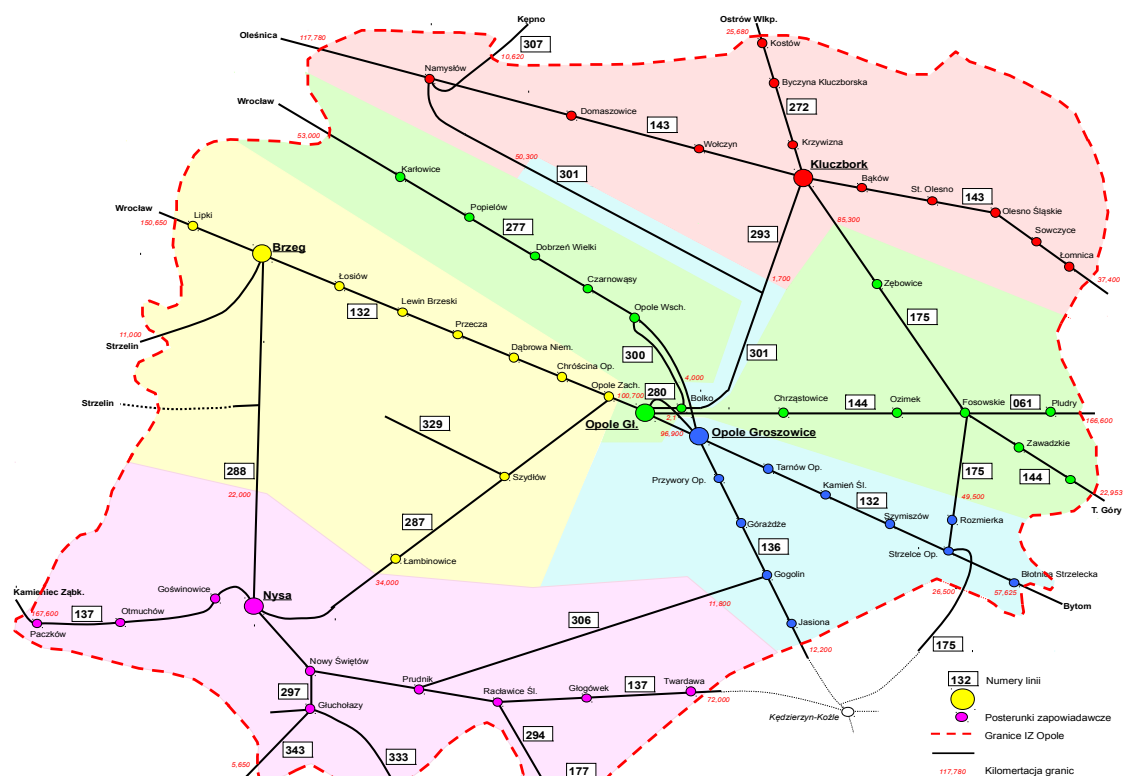 Kępno
Ostrów Wlkp.
Oleśnica
117,780
307
10,620
25,680
Kostów
Namysłów
Byczyna Kluczborska
Wrocław
272
Domaszowice
143
53,000
Wołczyn
Krzywizna
Karłowice
50,300
301
Kluczbork
Bąków
St. Olesno
143
Popielów
Wrocław
Lipki
150,650
277
85,300
Olesno Śląskie
293
Sowczyce
Brzeg
Dobrzeń Wielki
Łomnica
Łosiów
Czarnowąsy
1,700
Zębowice
37,400
Lewin Brzeski
132
Opole Wsch.
175
Przecza
11,000
Strzelin
Dąbrowa Niem.
300
301
Chróścina Op.
4,000
Opole Zach.
280
100,700
Bolko
Strzelin
Chrząstowice
144
Ozimek
Fosowskie
061
Pludry
166,600
Opole Gł.
96,900
Opole Groszowice
329
Zawadzkie
288
Szydłów
Przywory Op.
Tarnów Op.
175
144
22,000
Kamień Śl.
132
49,500
22,953
T. Góry
287
Szymiszów
Rozmierka
Górażdże
Łambinowice
136
Strzelce Op.
34,000
Gogolin
Błotnica Strzelecka
Kamieniec Ząbk.
Goświnowice
Nysa
26,500
57,625
Bytom
167,600
137
Otmuchów
306
11,800
Paczków
Jasiona
12,200
175
Nowy Świętów
Prudnik
297
Racławice Śl.
Głogówek
137
Twardawa
72,000
132
Numery linii
Głuchołazy
Kędzierzyn-Koźle
Posterunki zapowiadawcze
343
333
294
Granice IZ Opole
5,650
177
117,780
Kilomertacja granic